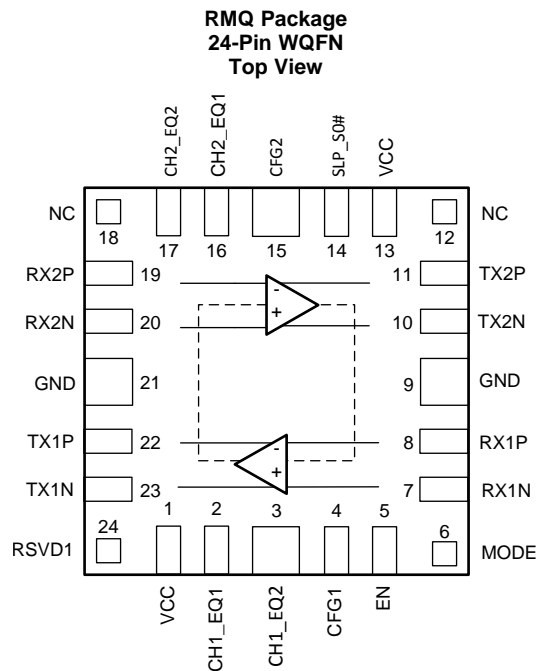 RMQ Package
24-Pin WQFN
Top View
CH2_EQ2
CH2_EQ1
CFG2
SLP_S0#
VCC
NC
18
17
16
15
14
13
12
NC
RX2P
19
-
11
TX2P
+
RX2N
20
10
TX2N
GND
21
9
GND
TX1P
22
-
8
RX1P
+
TX1N
23
7
RX1N
RSVD1
24
1
2
3
4
5
6
MODE
VCC
CH1_EQ1
CH1_EQ2
CFG1
EN